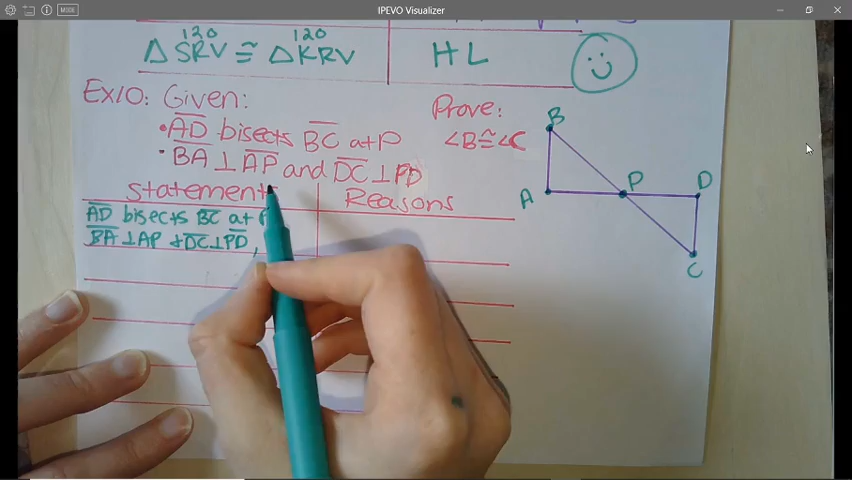 IPEVO Visualizer
MODE
120 120
△SRV ≅ △KRV
HL
Ex10: Given:
• AD bisects BC at P
• BA ⊥ AP and DC ⊥ PD
Prove:
∠B ≅ ∠C
Statements
Reasons
AD bisects BC at P
BA ⊥ AP + DC ⊥ PD
B
A
P
D
C